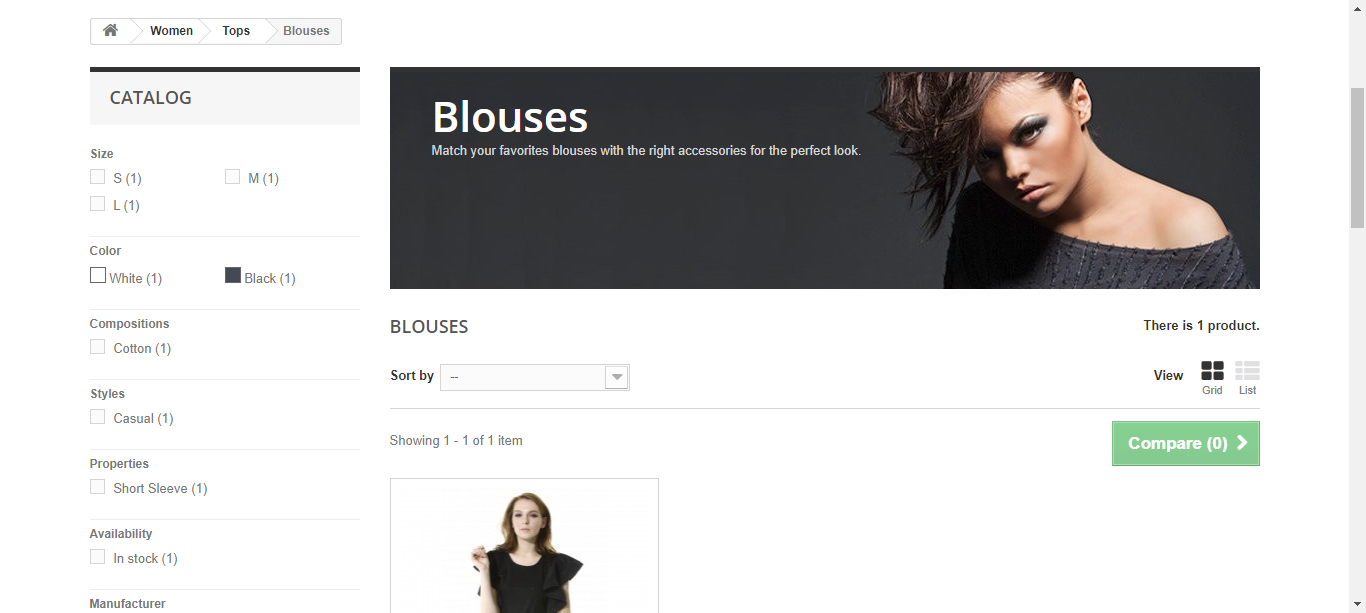 Women Tops Blouses
CATALOG
Size
S (1) M (1)
L (1)
Color
White (1) Black (1)
Compositions
Cotton (1)
Styles
Casual (1)
Properties
Short Sleeve (1)
Availability
In stock (1)
Manufacturer
Blouses
Match your favorites blouses with the right accessories for the perfect look.
BLOUSES There is 1 product.
Sort by -- View Grid List
Showing 1 - 1 of 1 item Compare (0)